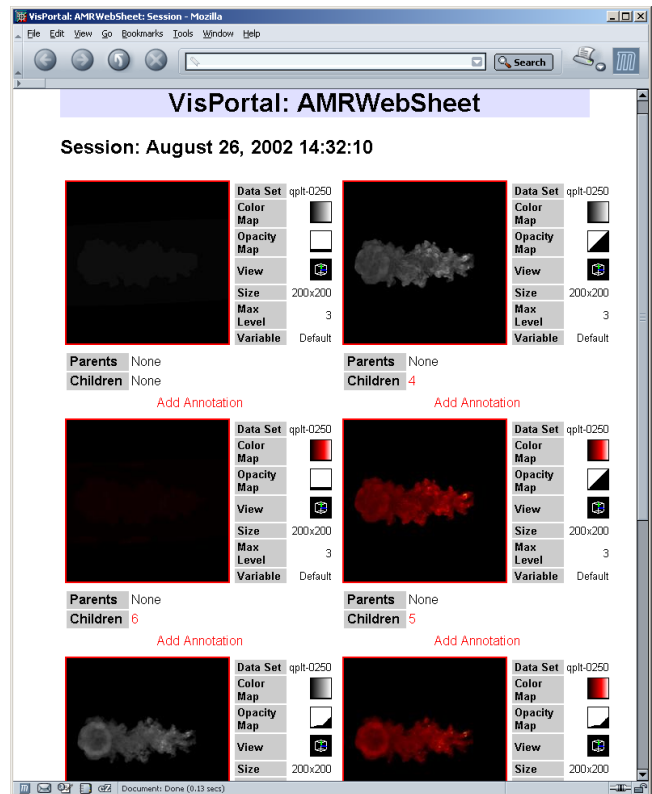 VisPortal: AMRWebSheet: Session - Mozilla
File Edit View Go Bookmarks Tools Window Help
Search
VisPortal: AMRWebSheet
Session: August 26, 2002 14:32:10
Data Set qplt-0250
Color Map
Opacity Map
View
Size 200x200
Max Level 3
Variable Default
Parents None
Children None
Add Annotation
Data Set qplt-0250
Color Map
Opacity Map
View
Size 200x200
Max Level 3
Variable Default
Parents None
Children 4
Add Annotation
Data Set qplt-0250
Color Map
Opacity Map
View
Size 200x200
Max Level 3
Variable Default
Parents None
Children 6
Add Annotation
Data Set qplt-0250
Color Map
Opacity Map
View
Size 200x200
Max Level 3
Variable Default
Parents None
Children 5
Add Annotation
Data Set qplt-0250
Color Map
Opacity Map
View
Size 200x200
Data Set qplt-0250
Color Map
Opacity Map
View
Size 200x200
Document: Done (0.13 secs)